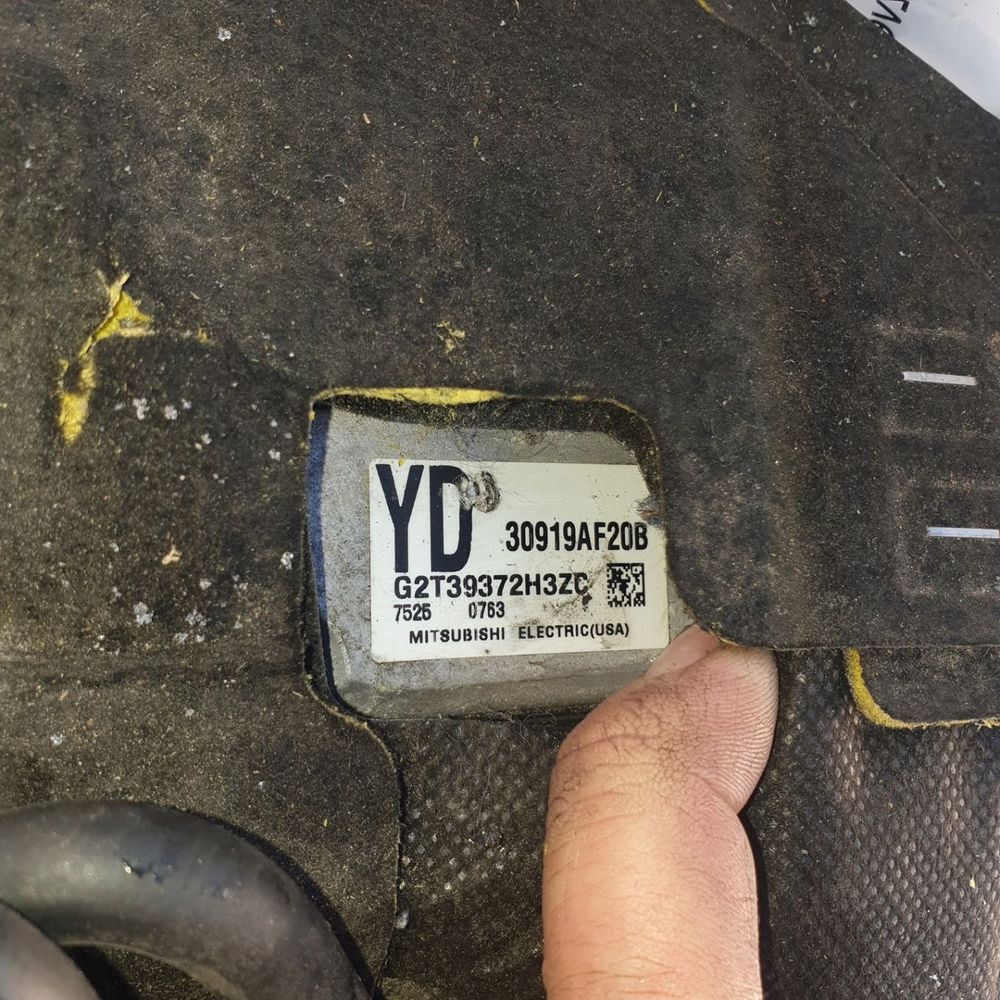 YD
30919AF20B
G2T39372H3ZC
7525 0763
MITSUBISHI ELECTRIC(USA)